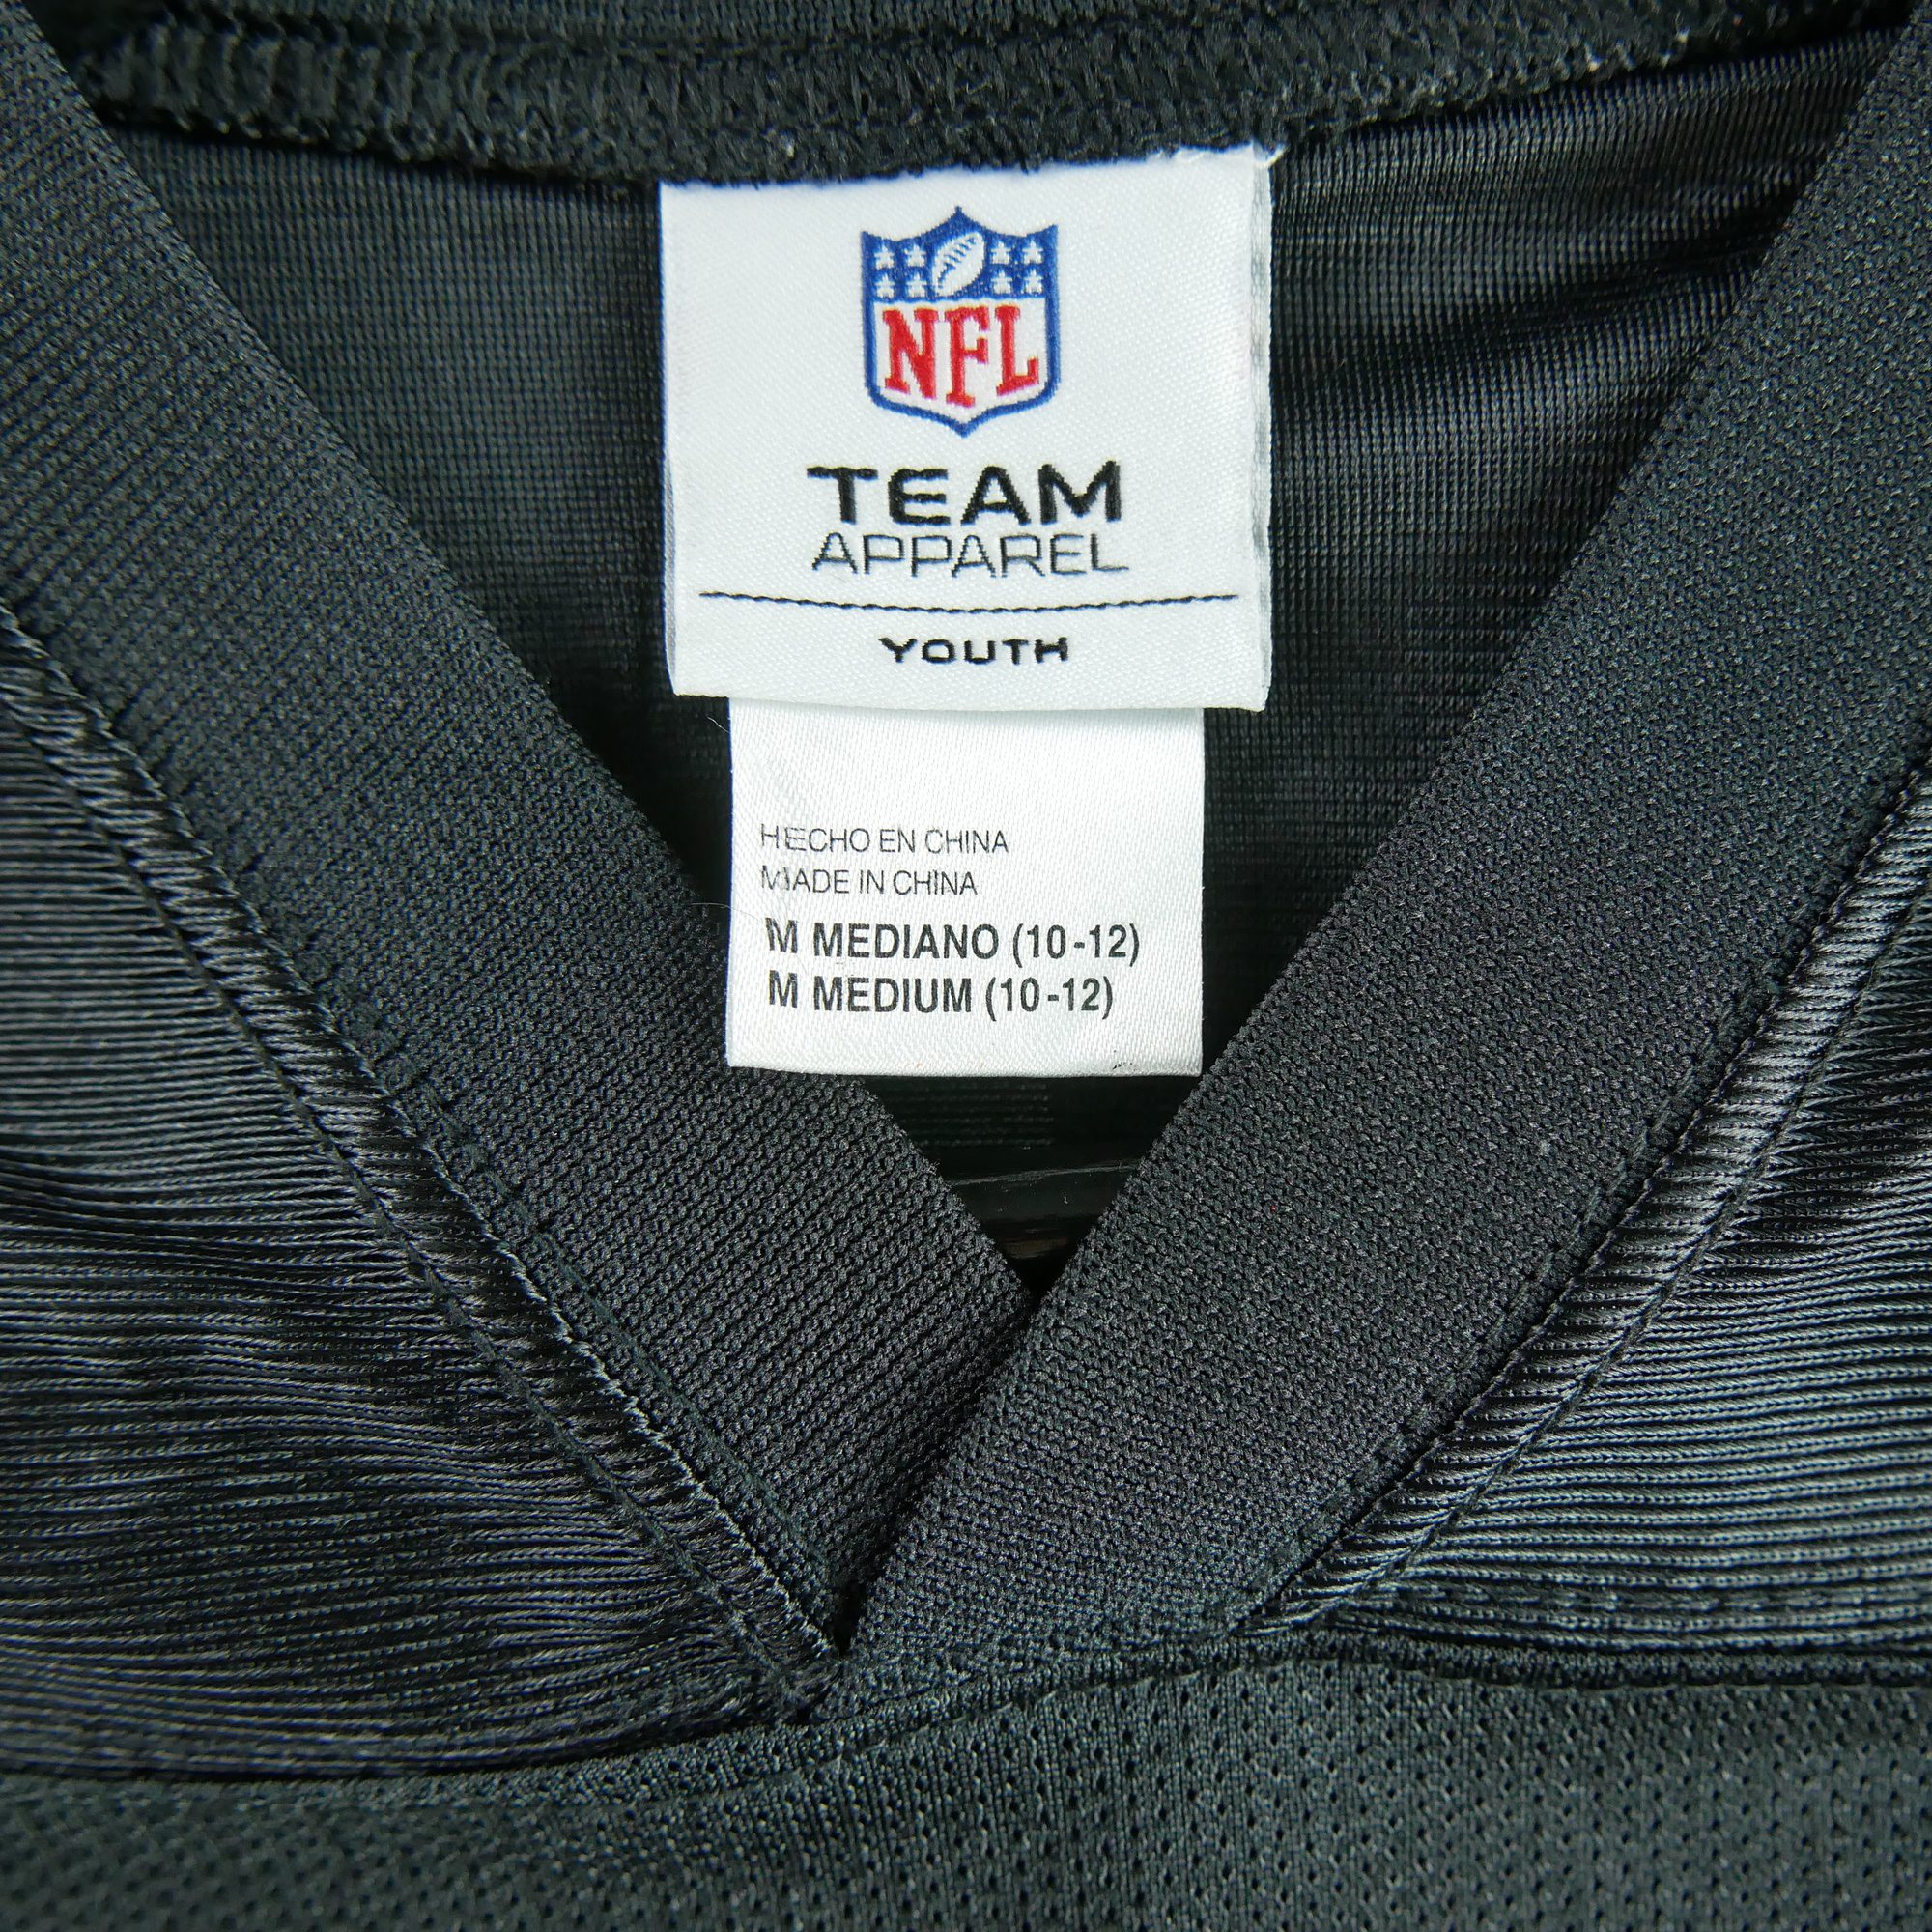 NFL
TEAM
APPAREL
YOUTH
HECHO EN CHINA
MADE IN CHINA
M MEDIANO (10-12)
M MEDIUM (10-12)